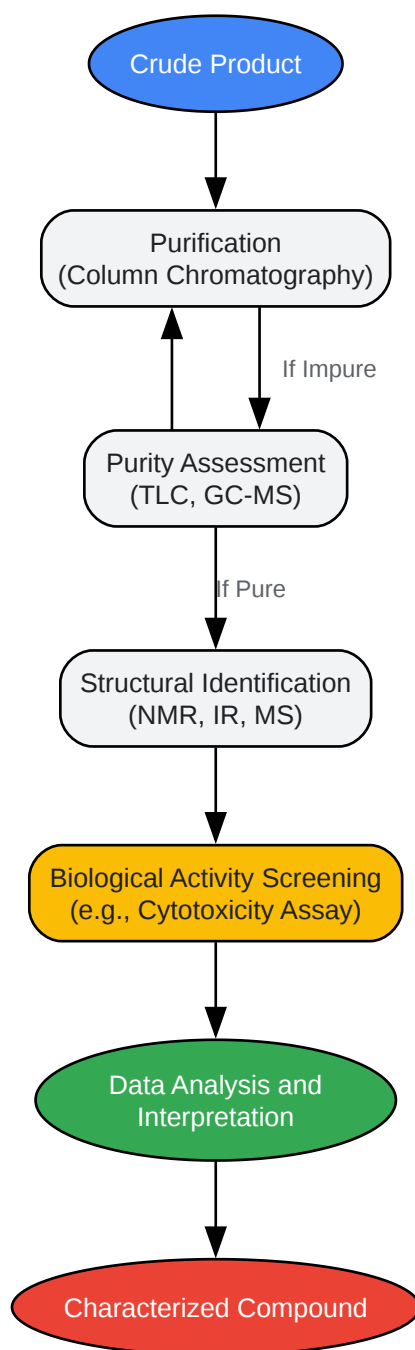 Crude Product
Purification
(Column Chromatography)
If Impure
Purity Assessment
(TLC, GC-MS)
If Pure
Structural Identification
(NMR, IR, MS)
Biological Activity Screening
(e.g., Cytotoxicity Assay)
Data Analysis and
Interpretation
Characterized Compound